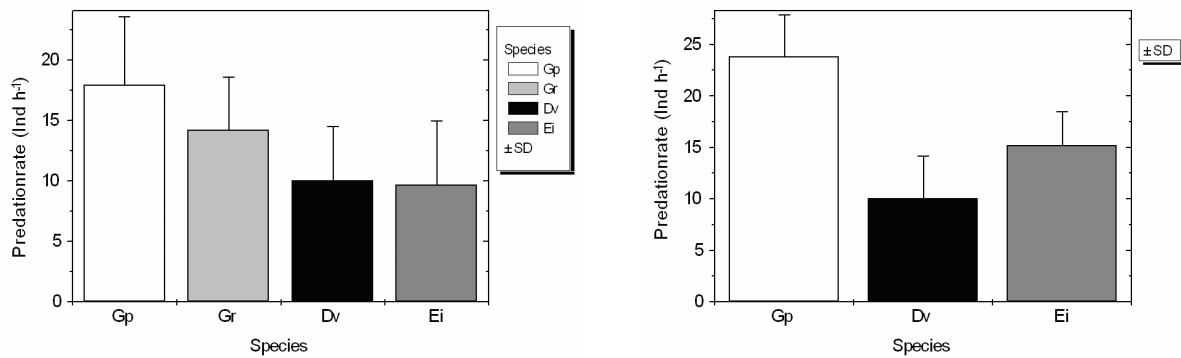 Predationrate (Ind h-1)
20
15
10
5
0
Gp
Gr
Dv
Ei
Species
Species
Gp
Gr
Dv
Ei
±SD
Predationrate (Ind h-1)
25
20
15
10
5
0
Gp
Dv
Ei
Species
±SD